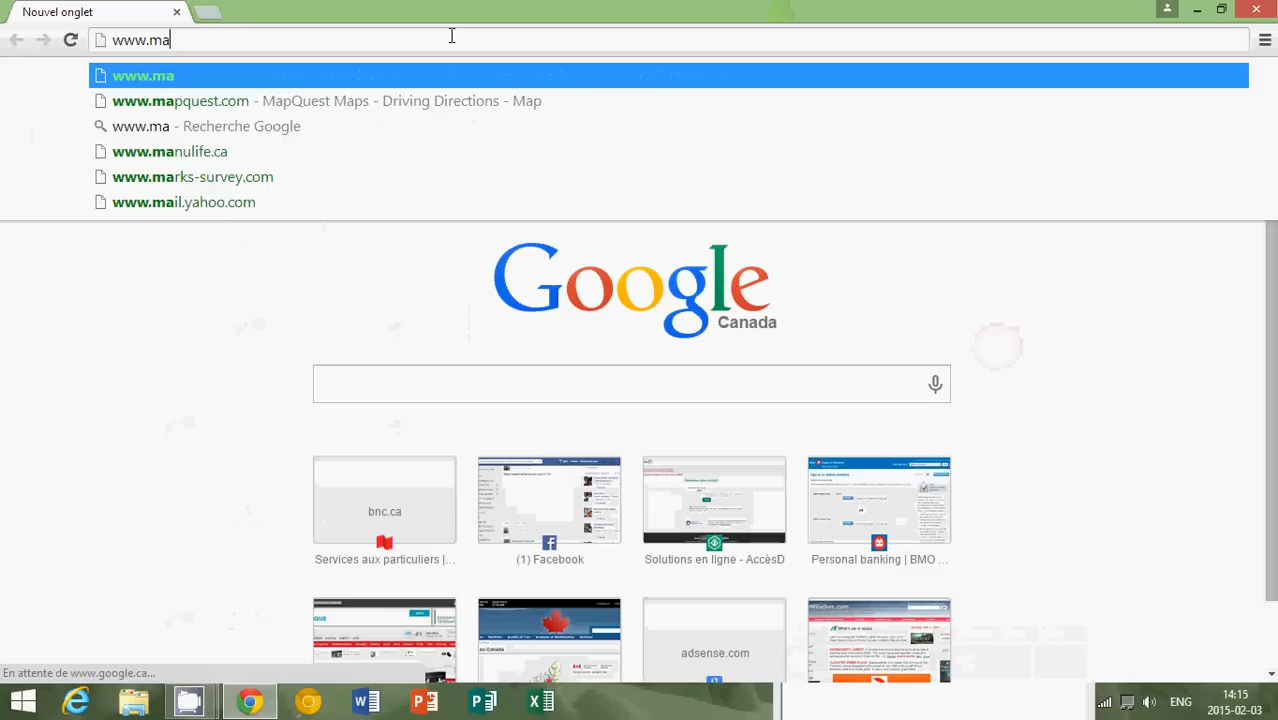 Nouvel onglet
www.ma
www.ma
www.mapquest.com - MapQuest Maps - Driving Directions - Map
www.ma - Recherche Google
www.manulife.ca
www.marks-survey.com
www.mail.yahoo.com
Google
Canada
bnc.ca
Services aux particuliers |...
(1) Facebook
Solutions en ligne - AccèsD
Personal banking | BMO ...
adsense.com
En attente de www.google.ca...
ENG
14:15
2015-02-03